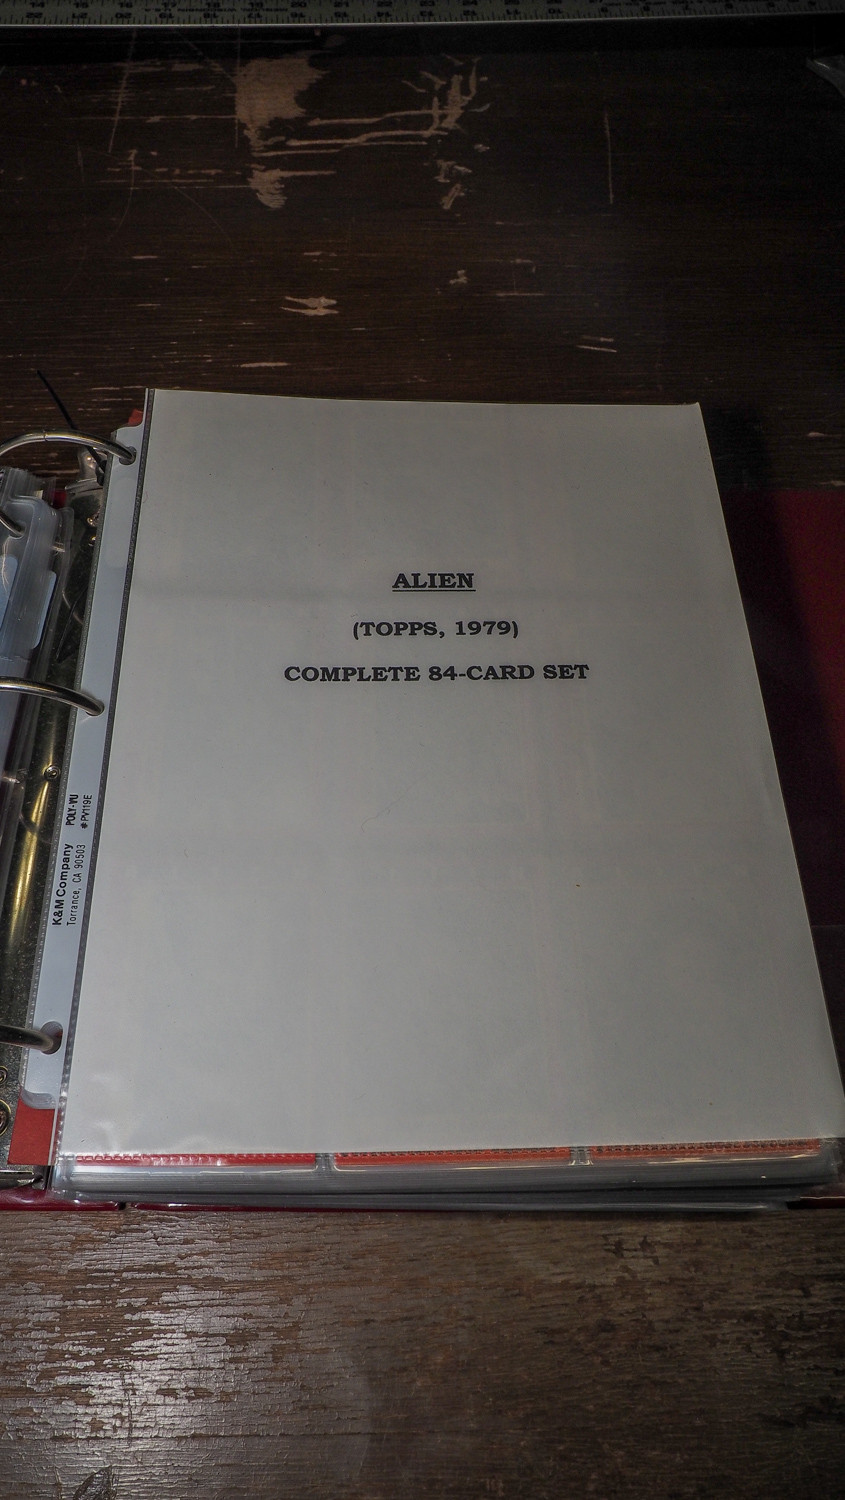 ALIEN
(TOPPS, 1979)
COMPLETE 84-CARD SET
K&M Company POLY-VU
Torrance, CA 90503 #PV119E